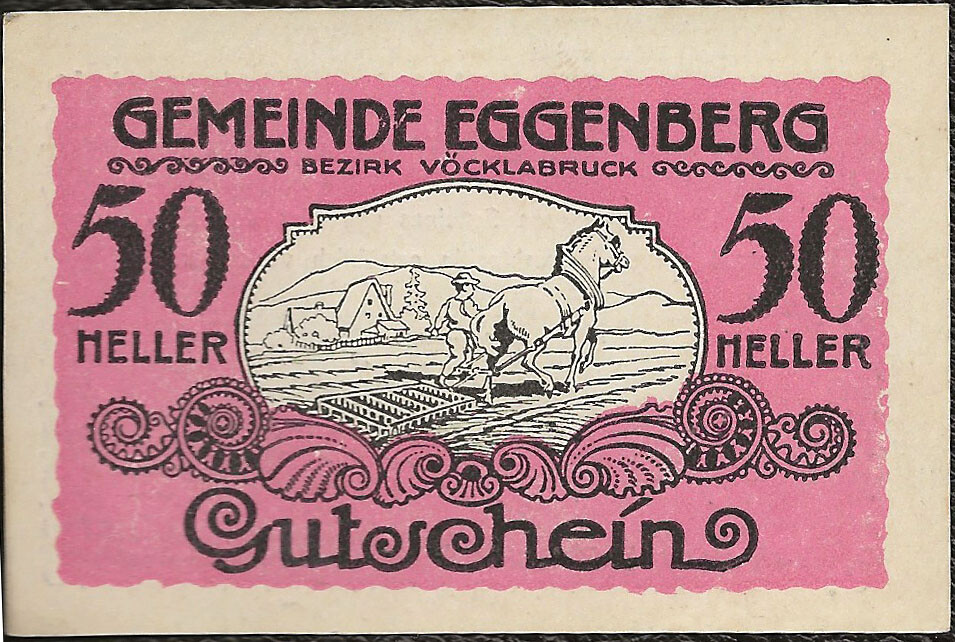 GEMEINDE EGGENBERG
BEZIRK VÖCKLABRUCK
50 50
HELLER HELLER
Gutschein